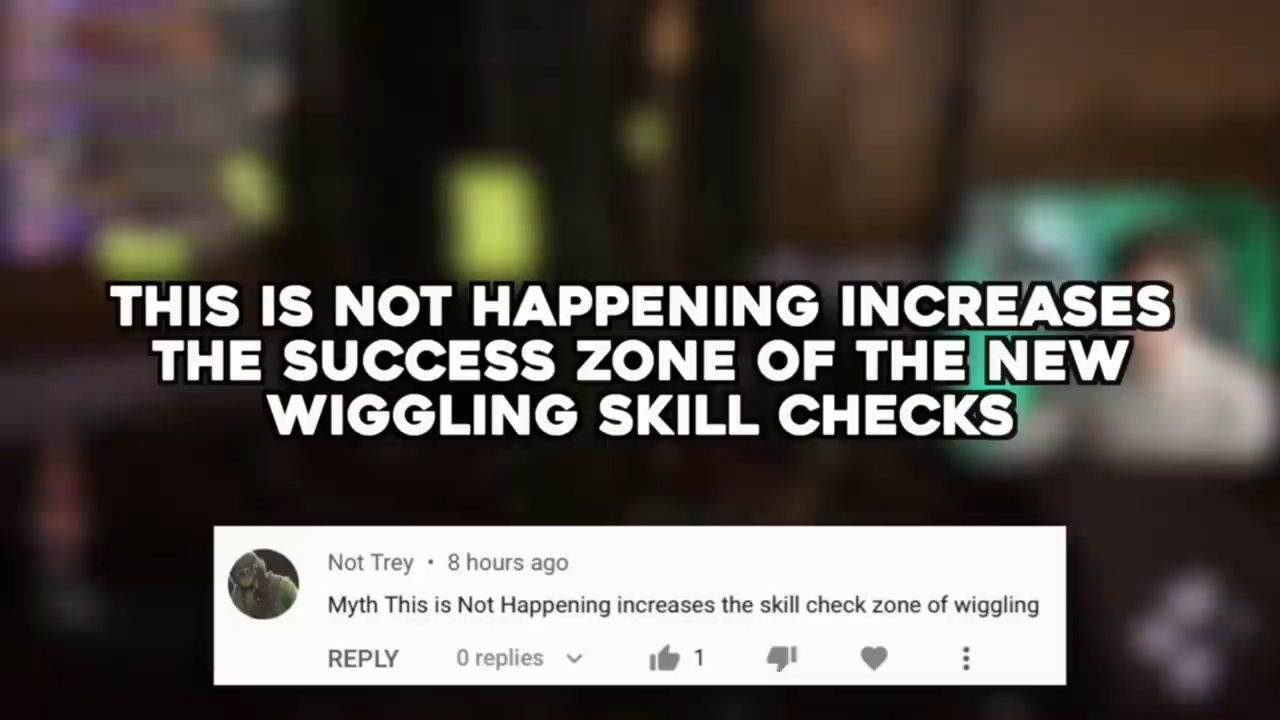 THIS IS NOT HAPPENING INCREASES
THE SUCCESS ZONE OF THE NEW
WIGGLING SKILL CHECKS
Not Trey • 8 hours ago
Myth This is Not Happening increases the skill check zone of wiggling
REPLY 0 replies 1